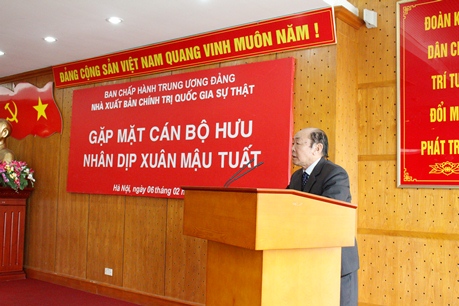 ĐẢNG CỘNG SẢN VIỆT NAM QUANG VINH MUÔN NĂM!
BAN CHẤP HÀNH TRUNG ƯƠNG ĐẢNG
NHÀ XUẤT BẢN CHÍNH TRỊ QUỐC GIA SỰ THẬT
GẶP MẶT CÁN BỘ HƯU
NHÂN DỊP XUÂN MẬU TUẤT
Hà Nội, ngày 06 tháng 02
ĐOÀN K
DÂN C
TRÍ TU
ĐỔI M
PHÁT TR